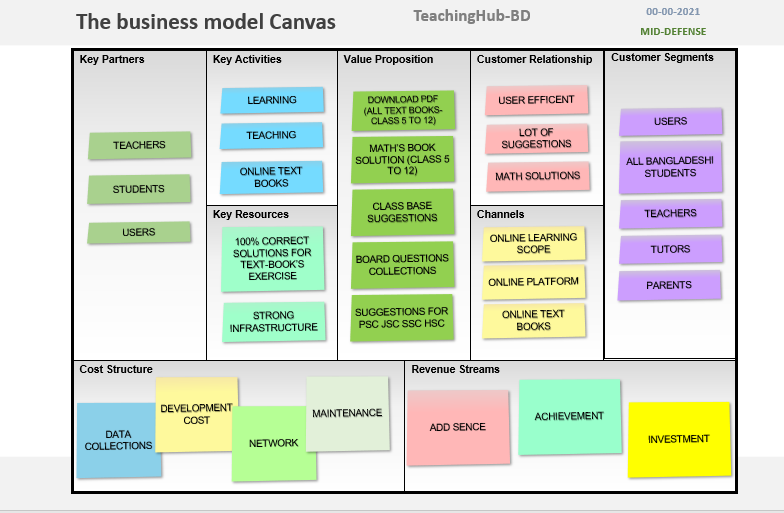 The business model Canvas
TeachingHub-BD
00-00-2021
MID-DEFENSE
Key Partners
TEACHERS
STUDENTS
USERS
Key Activities
LEARNING
TEACHING
ONLINE TEXT
BOOKS
Key Resources
100% CORRECT
SOLUTIONS FOR
TEXT-BOOK'S
EXERCISE
STRONG
INFRASTRUCTURE
Value Proposition
DOWNLOAD PDF
(ALL TEXT BOOKS-
CLASS 5 TO 12)
MATH'S BOOK
SOLUTION (CLASS 5
TO 12)
CLASS BASE
SUGGESTIONS
BOARD QUESTIONS
COLLECTIONS
SUGGESTIONS FOR
PSC JSC SSC HSC
Customer Relationship
USER EFFICENT
LOT OF
SUGGESTIONS
MATH SOLUTIONS
Channels
ONLINE LEARNING
SCOPE
ONLINE PLATFORM
ONLINE TEXT
BOOKS
Customer Segments
USERS
ALL BANGLADESHI
STUDENTS
TEACHERS
TUTORS
PARENTS
Cost Structure
DATA
COLLECTIONS
DEVELOPMENT
COST
NETWORK
MAINTENANCE
Revenue Streams
ADD SENCE
ACHIEVEMENT
INVESTMENT